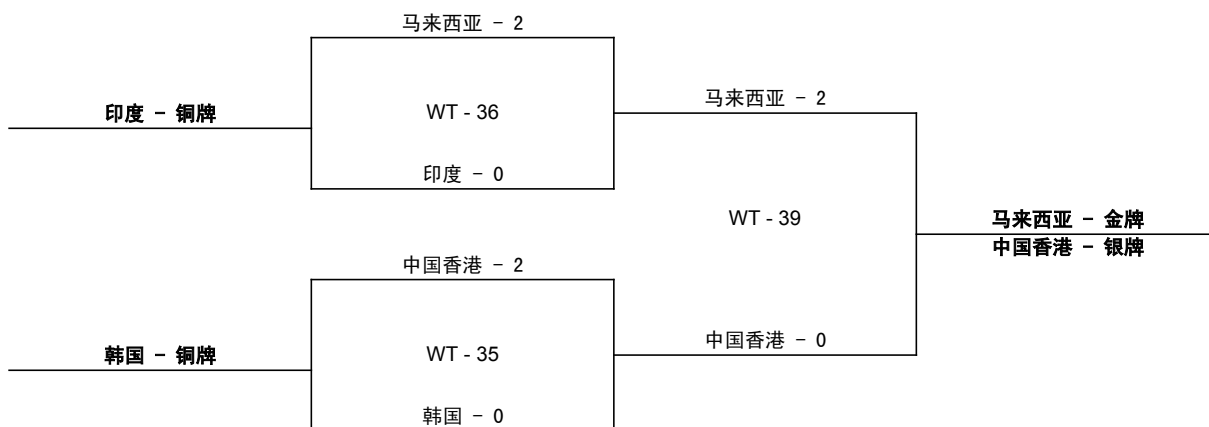 马来西亚 - 2
印度 - 铜牌
WT - 36
马来西亚 - 2
印度 - 0
WT - 39
马来西亚 - 金牌
中国香港 - 银牌
中国香港 - 2
韩国 - 铜牌
WT - 35
中国香港 - 0
韩国 - 0